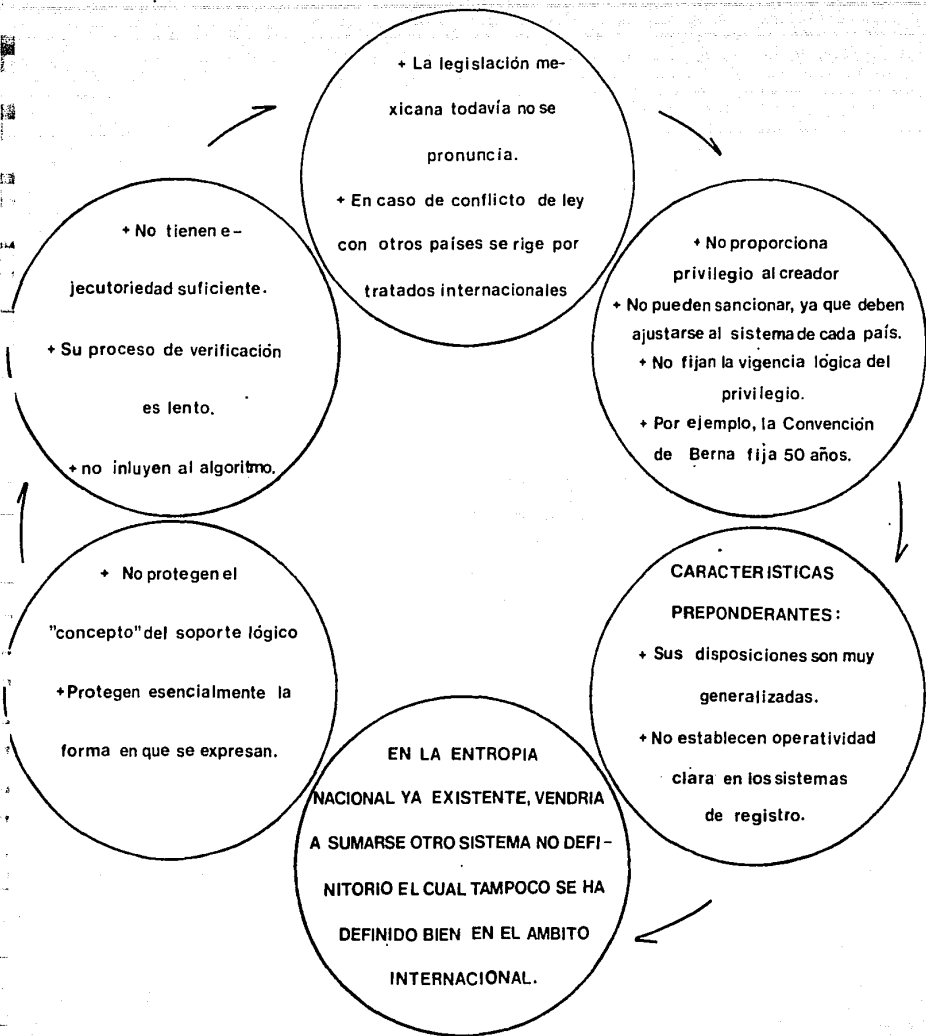 + La legislación me-
xicana todavía no se
pronuncia.
+ En caso de conflicto de ley
con otros países se rige por
tratados internacionales
+ No proporciona
privilegio al creador
+ No pueden sancionar, ya que deben
ajustarse al sistema de cada país.
+ No fijan la vigencia lógica del
privilegio.
+ Por ejemplo, la Convención
de Berna fija 50 años.
CARACTERISTICAS
PREPONDERANTES:
+ Sus disposiciones son muy
generalizadas.
+ No establecen operatividad
clara en los sistemas
de registro.
EN LA ENTROPIA
NACIONAL YA EXISTENTE, VENDRIA
A SUMARSE OTRO SISTEMA NO DEFI-
NITORIO EL CUAL TAMPOCO SE HA
DEFINIDO BIEN EN EL AMBITO
INTERNACIONAL.
+ No protegen el
"concepto" del soporte lógico
+ Protegen esencialmente la
forma en que se expresan.
+ No tienen e-
jecutoriedad suficiente.
+ Su proceso de verificación
es lento.
+ no inluyen al algoritmo.